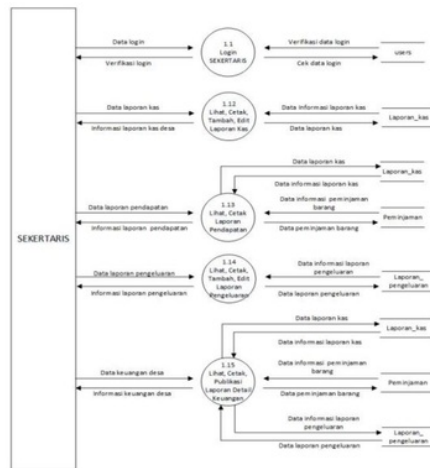 SEKERTARIS
Data login
Verifikasi login
1.1
Login
SEKERTARIS
Verifikasi data login
Cek data login
users
Data laporan kas
Informasi laporan kas desa
1.12
Lihat, Cetak,
Tambah, Edit
Laporan Kas
Data informasi laporan kas
Data laporan kas
Laporan_kas
Data laporan kas
Data informasi laporan kas
Laporan_kas
Data laporan pendapatan
Informasi laporan pendapatan
1.13
Lihat, Cetak
Laporan
Pendapatan
Data informasi peminjaman
barang
Data peminjaman barang
Peminjaman
Data laporan pengeluaran
Informasi laporan pengeluaran
1.14
Lihat, Cetak,
Tambah, Edit
Laporan
Pengeluaran
Data informasi laporan
pengeluaran
Data laporan pengeluaran
Laporan_
pengeluaran
Data laporan kas
Data informasi laporan kas
Laporan_kas
Data keuangan desa
Informasi keuangan desa
1.15
Lihat, Cetak,
Publikasi
Laporan Detail
Keuangan
Data informasi peminjaman
barang
Data peminjaman barang
Peminjaman
Data informasi laporan
pengeluaran
Data laporan pengeluaran
Laporan_
pengeluaran